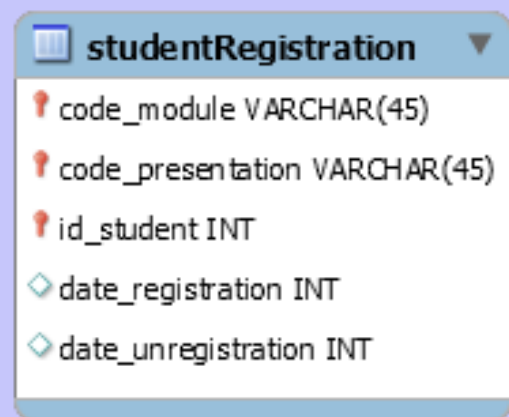 studentRegistration
code_module VARCHAR(45)
code_presentation VARCHAR(45)
id_student INT
date_registration INT
date_unregistration INT